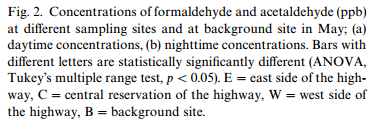 Fig. 2. Concentrations of formaldehyde and acetaldehyde (ppb)
at different sampling sites and at background site in May; (a)
daytime concentrations, (b) nighttime concentrations. Bars with
different letters are statistically significantly different (ANOVA,
Tukey's multiple range test, p < 0.05). E = east side of the high-
way, C = central reservation of the highway, W = west side of
the highway, B = background site.